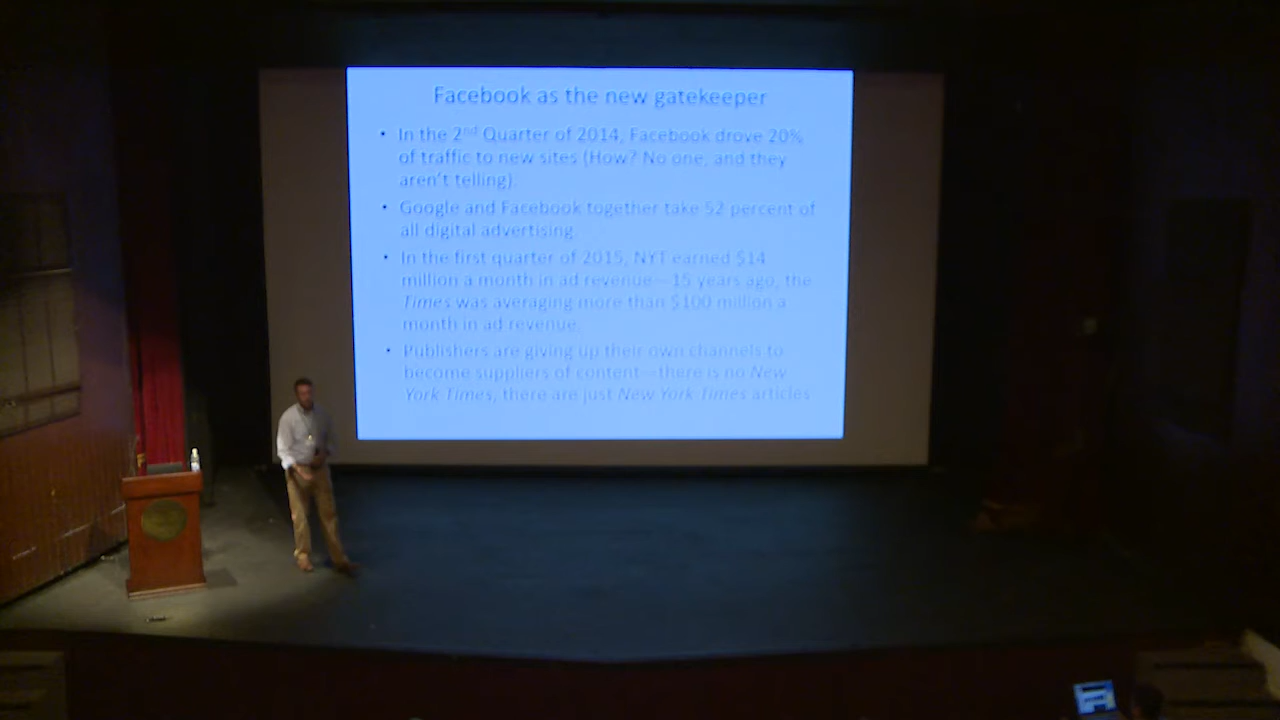 Facebook as the new gatekeeper
• In the 2nd Quarter of 2014, Facebook drove 20%
of traffic to new sites (How? No one, and they
aren't telling).
• Google and Facebook together take 52 percent of
all digital advertising.
• In the first quarter of 2015, NYT earned $14
million a month in ad revenue— 15 years ago, the
Times was averaging more than $100 million a
month in ad revenue.
• Publishers are giving up their own channels to
become suppliers of content—there is no New
York Times, there are just New York Times articles